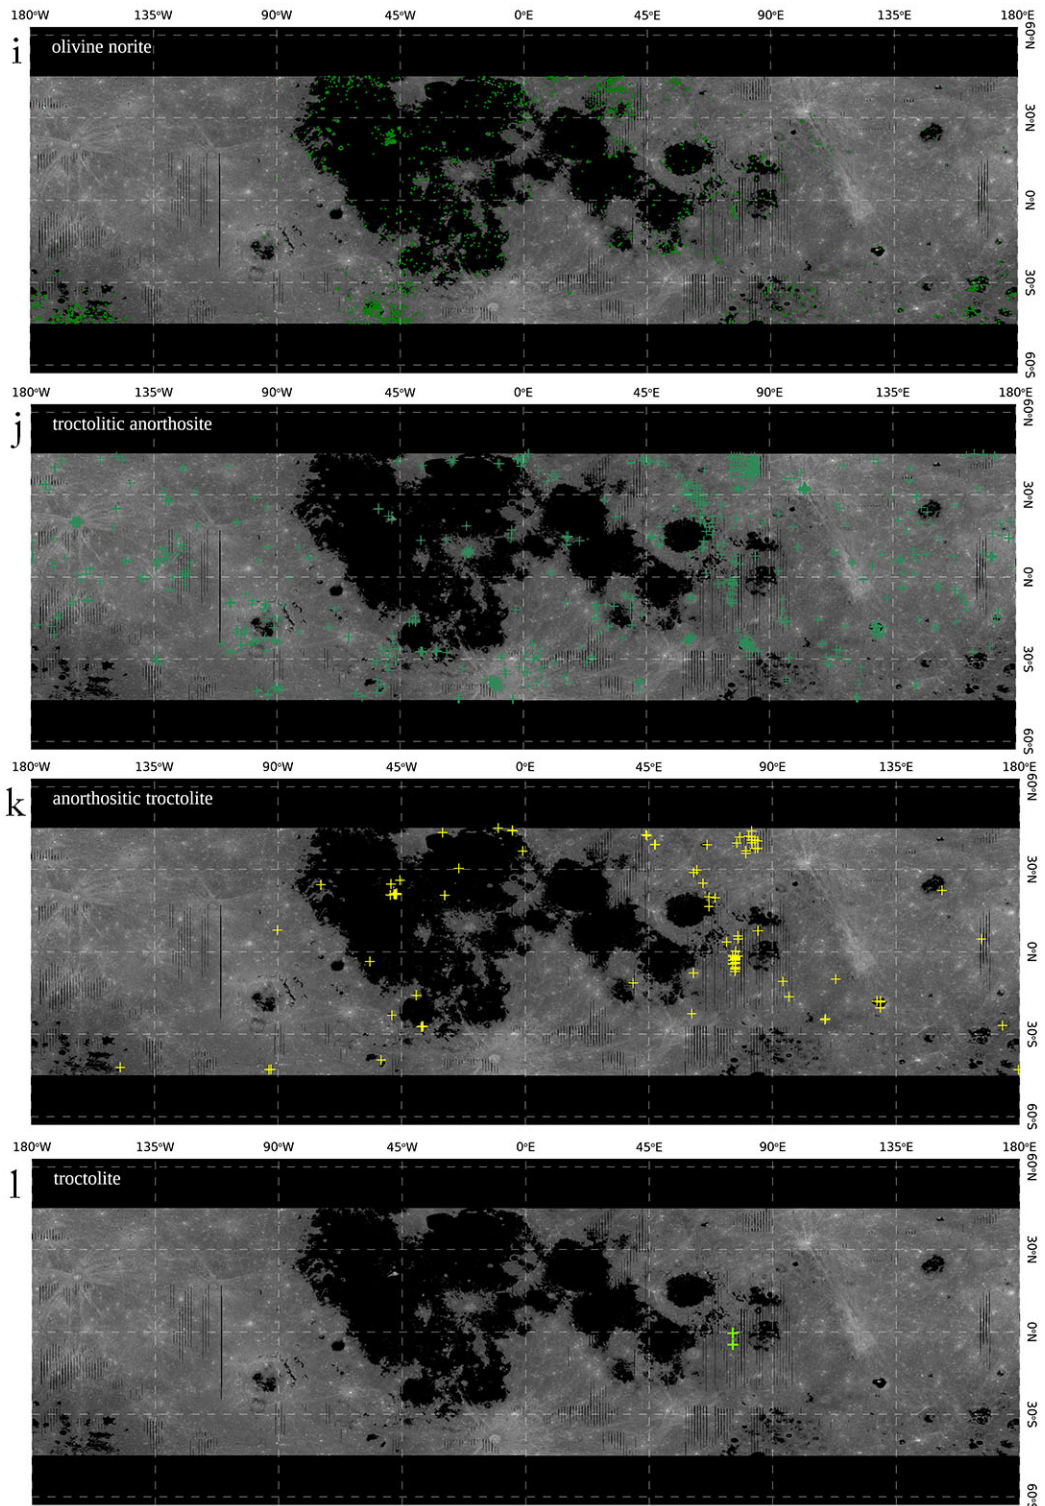 180°W 135°W 90°W 45°W 0°E 45°E 90°E 135°E 180°E
i
olivine norite
60°N
30°N
0°N
30°S
60°S
180°W 135°W 90°W 45°W 0°E 45°E 90°E 135°E 180°E
j
troctolitic anorthosite
60°N
30°N
0°N
30°S
60°S
180°W 135°W 90°W 45°W 0°E 45°E 90°E 135°E 180°E
k
anorthositic troctolite
60°N
30°N
0°N
30°S
60°S
180°W 135°W 90°W 45°W 0°E 45°E 90°E 135°E 180°E
l
troctolite
60°N
30°N
0°N
30°S
60°S